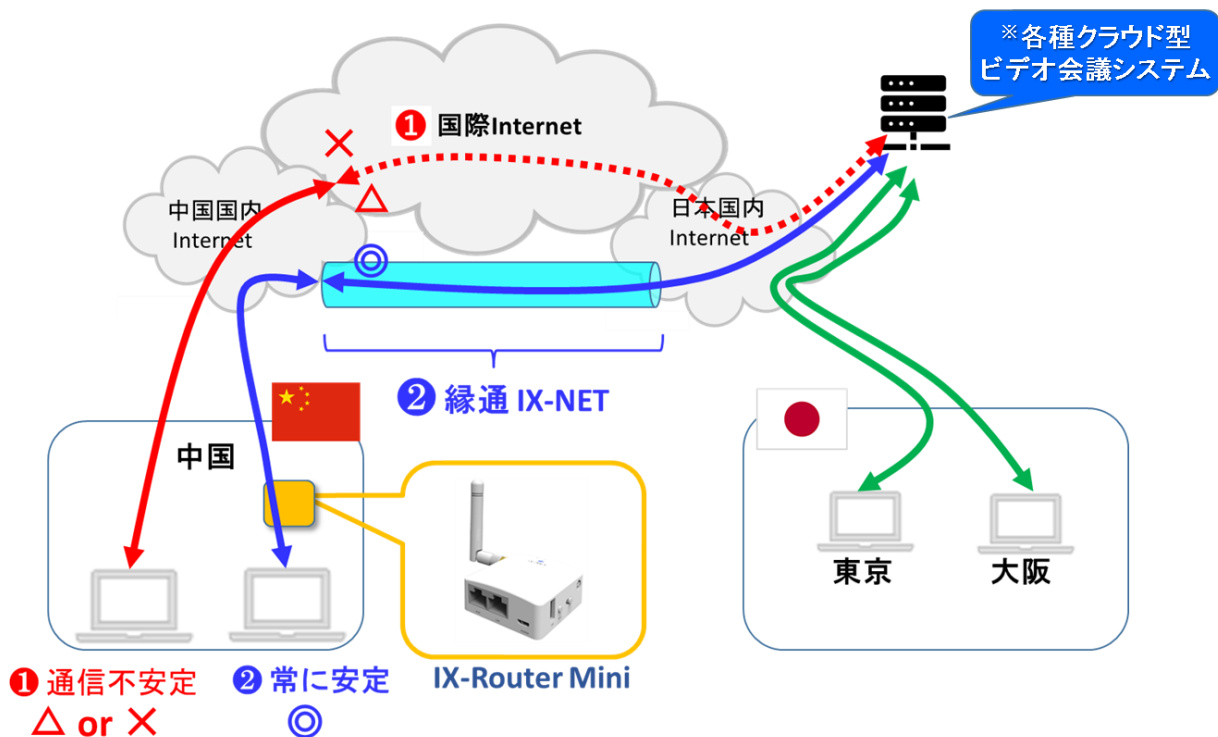 ※各種クラウド型
ビデオ会議システム
❶ 国際Internet
×
△
中国国内
Internet
日本国内
Internet
◎
❷ 縁通 IX-NET
中国
東京
大阪
IX-Router Mini
❶ 通信不安定
△ or ×
❷ 常に安定
◎